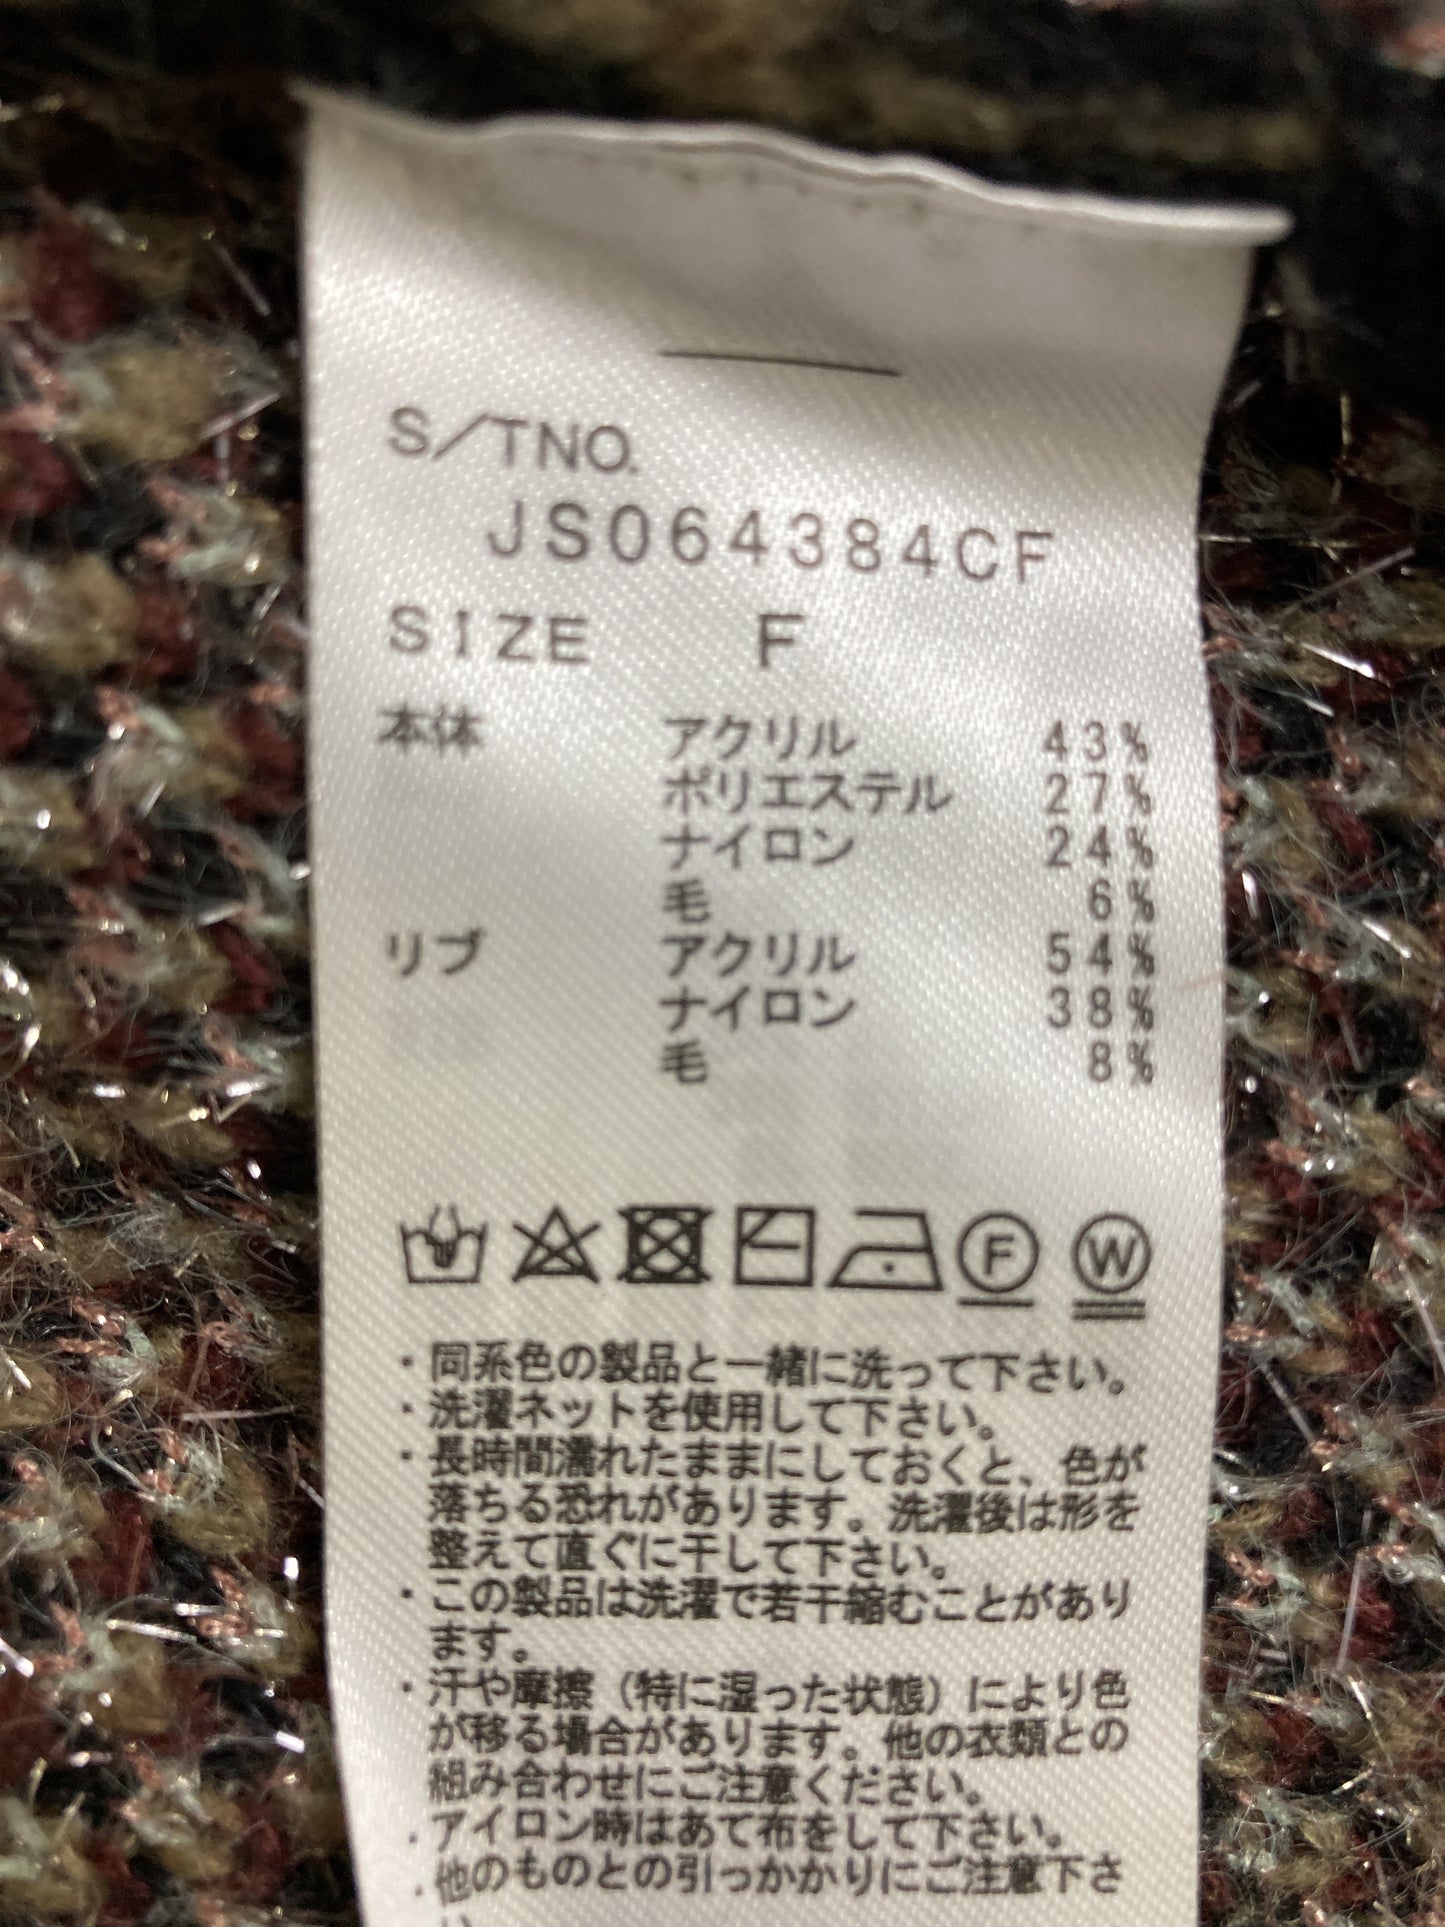 S/TNO.
JS064384CF
SIZE F
本体 アクリル 43%
ポリエステル 27%
ナイロン 24%
毛 6%
リブ アクリル 54%
ナイロン 38%
毛 8%
F W
・同系色の製品と一緒に洗って下さい。
・洗濯ネットを使用して下さい。
・長時間濡れたままにしておくと、色が
落ちる恐れがあります。洗濯後は形を
整えて直ぐに干して下さい。
・この製品は洗濯で若干縮むことがあり
ます。
・汗や摩擦（特に湿った状態）により色
が移る場合があります。他の衣類との
組み合わせにご注意ください。
・アイロン時はあて布をして下さい。
・他のものとの引っかかりにご注意下さ